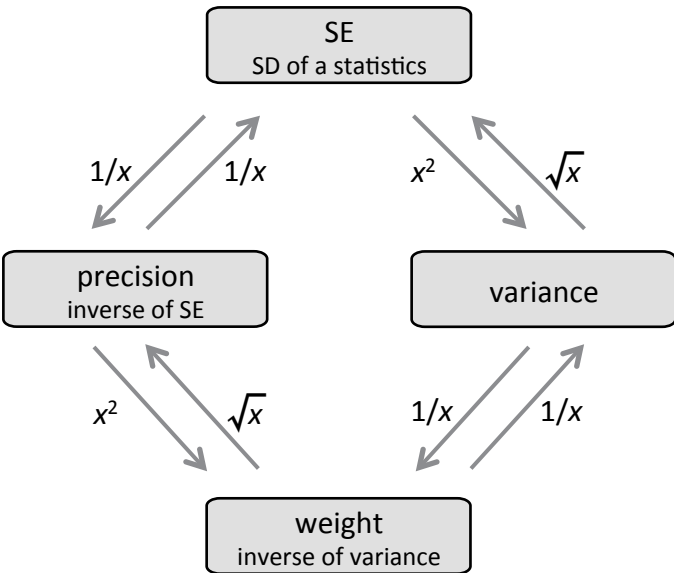 SE
SD of a statistics
1/x
1/x
x²
√x
precision
inverse of SE
variance
x²
√x
1/x
1/x
weight
inverse of variance